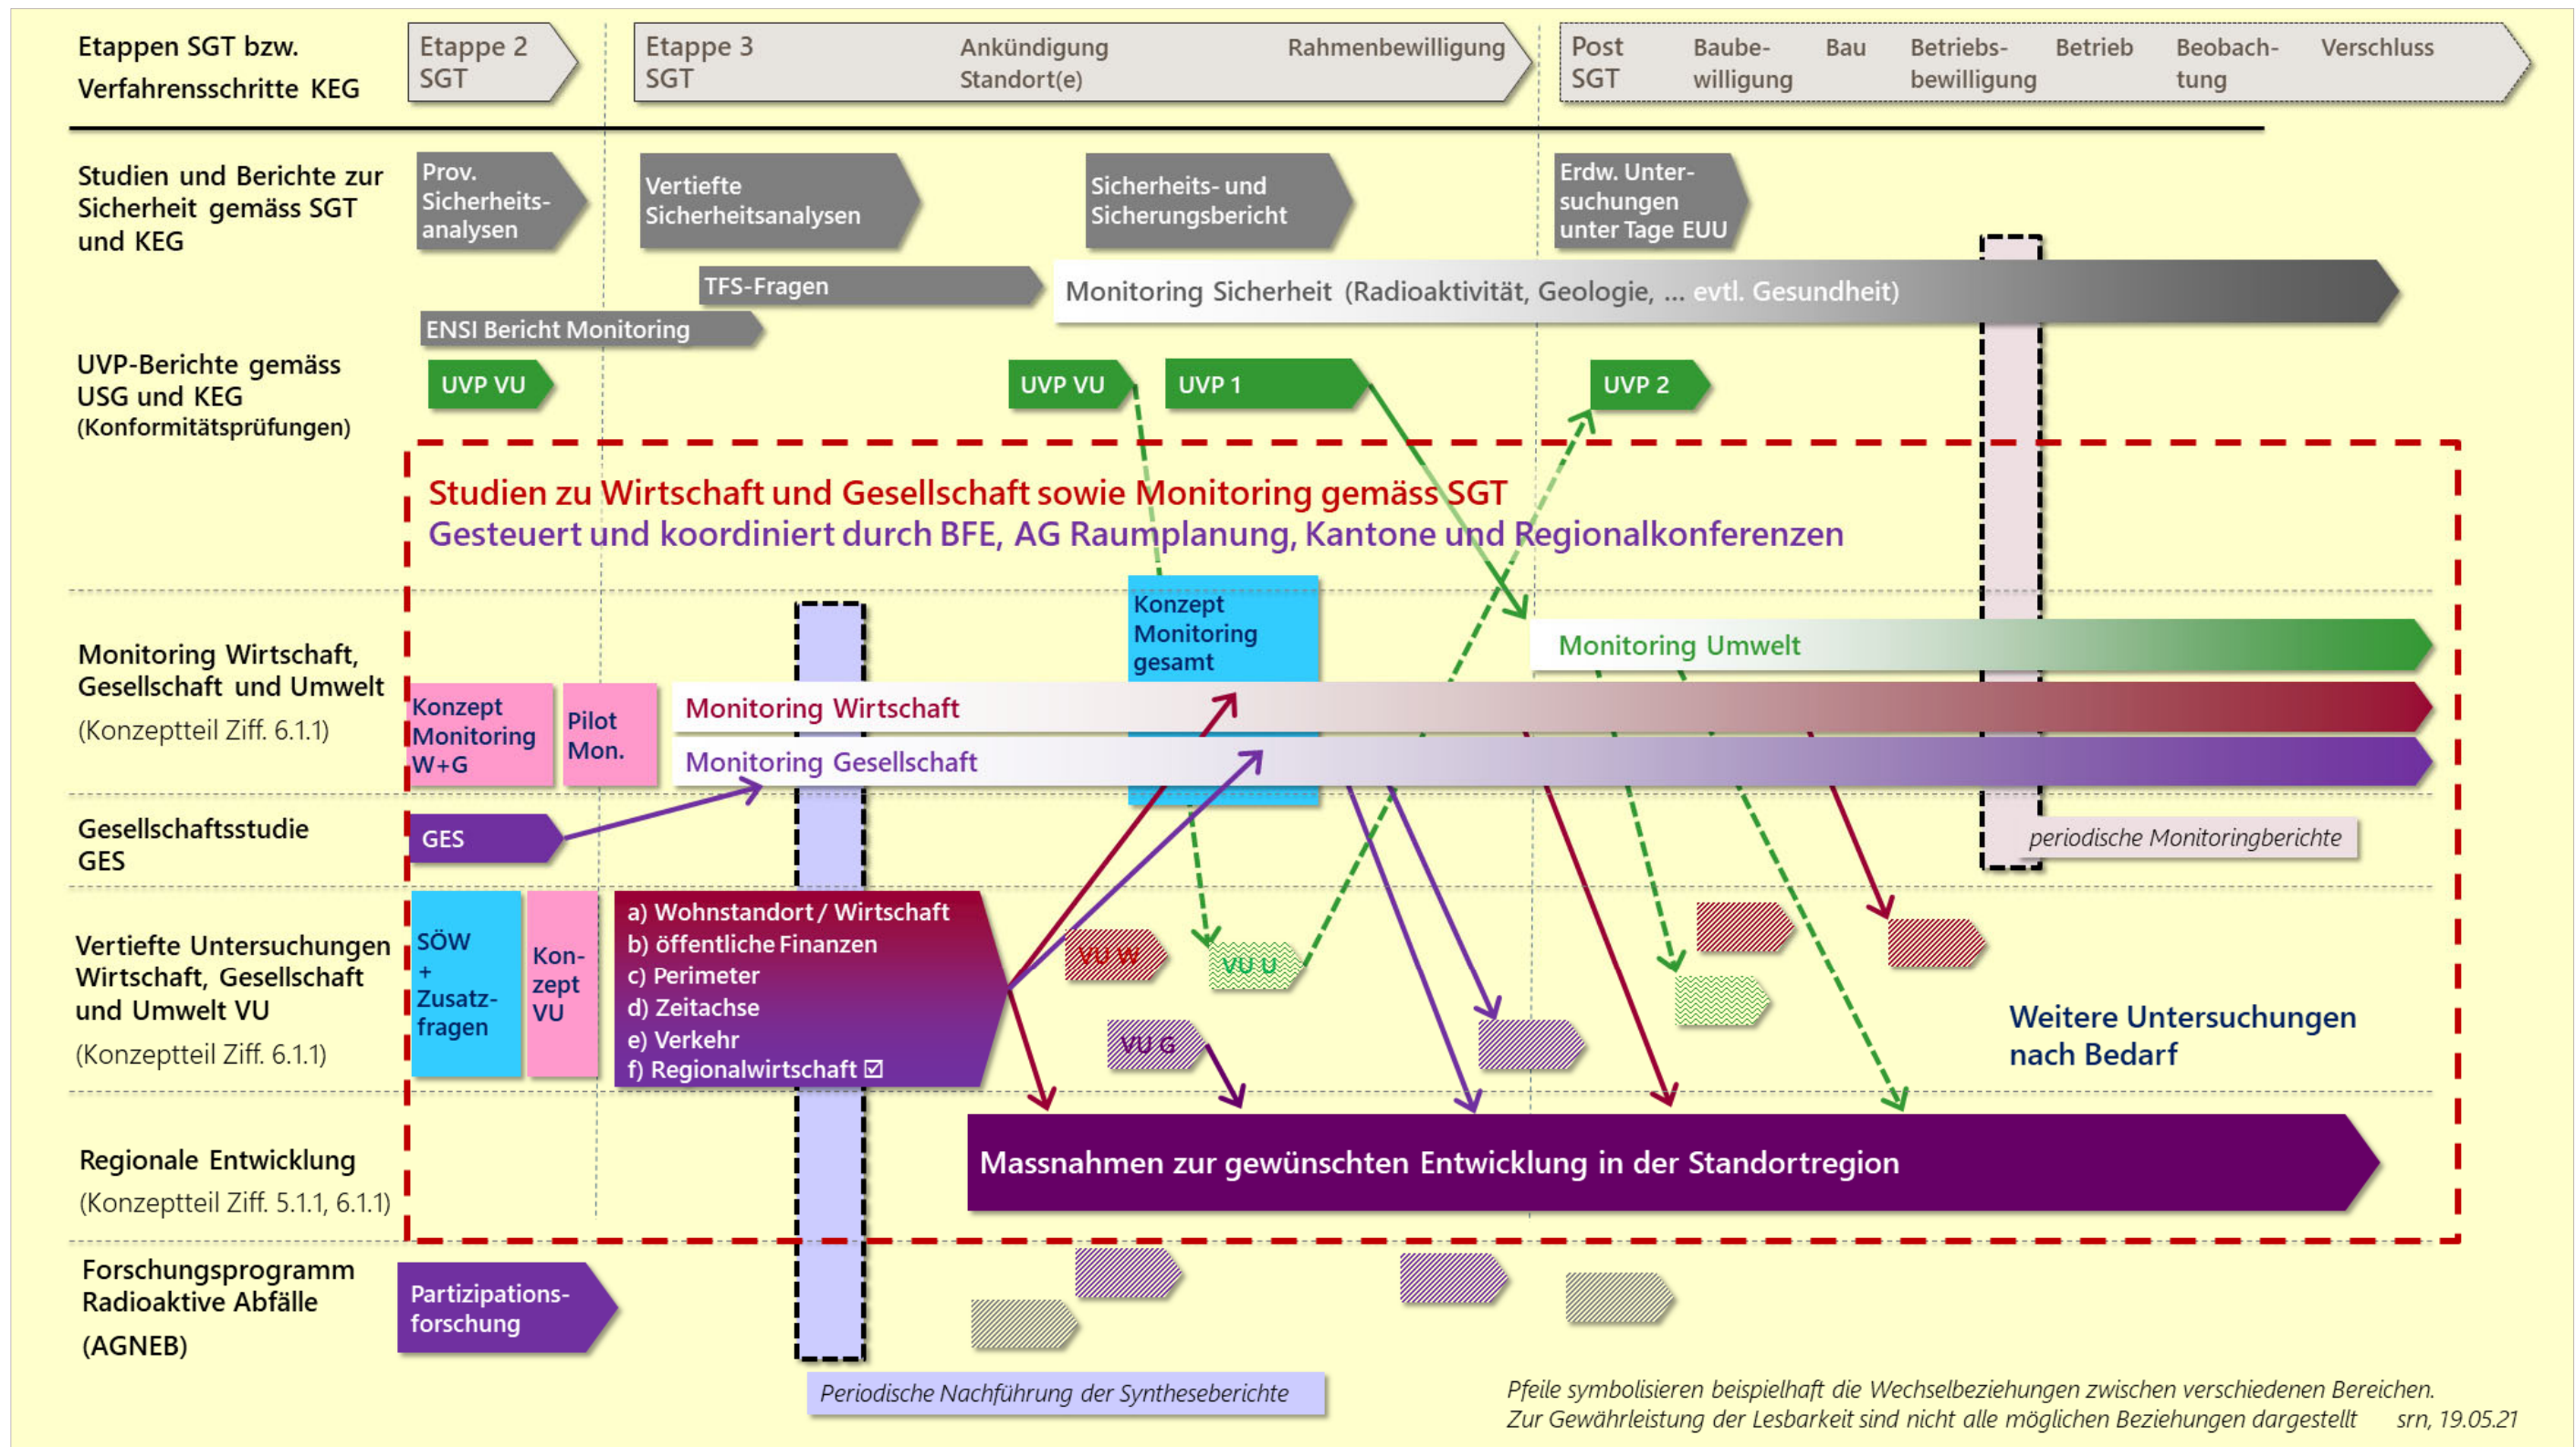 Etappen SGT bzw.
Verfahrensschritte KEG
Etappe 2
SGT
Etappe 3
SGT
Ankündigung
Standort(e)
Rahmenbewilligung
Post
SGT
Baube-
willigung
Bau
Betriebs-
bewilligung
Betrieb
Beobach-
tung
Verschluss
Studien und Berichte zur
Sicherheit gemäss SGT
und KEG
Prov.
Sicherheits-
analysen
Vertiefte
Sicherheitsanalysen
Sicherheits- und
Sicherungsbericht
Erdw. Unter-
suchungen
unter Tage EUU
TFS-Fragen
Monitoring Sicherheit (Radioaktivität, Geologie, ... evtl. Gesundheit)
ENSI Bericht Monitoring
UVP-Berichte gemäss
USG und KEG
(Konformitätsprüfungen)
UVP VU
UVP VU
UVP 1
UVP 2
Studien zu Wirtschaft und Gesellschaft sowie Monitoring gemäss SGT
Gesteuert und koordiniert durch BFE, AG Raumplanung, Kantone und Regionalkonferenzen
Monitoring Wirtschaft,
Gesellschaft und Umwelt
(Konzeptteil Ziff. 6.1.1)
Konzept
Monitoring
W+G
Pilot
Mon.
Konzept
Monitoring
gesamt
Monitoring Umwelt
Monitoring Wirtschaft
Monitoring Gesellschaft
Gesellschaftsstudie
GES
GES
periodische Monitoringberichte
Vertiefte Untersuchungen
Wirtschaft, Gesellschaft
und Umwelt VU
(Konzeptteil Ziff. 6.1.1)
SÖW
+
Zusatz-
fragen
Kon-
zept
VU
a) Wohnstandort / Wirtschaft
b) öffentliche Finanzen
c) Perimeter
d) Zeitachse
e) Verkehr
f) Regionalwirtschaft ☑
VU W
VU U
VU G
Weitere Untersuchungen
nach Bedarf
Regionale Entwicklung
(Konzeptteil Ziff. 5.1.1, 6.1.1)
Massnahmen zur gewünschten Entwicklung in der Standortregion
Forschungsprogramm
Radioaktive Abfälle
(AGNEB)
Partizipations-
forschung
Periodische Nachführung der Syntheseberichte
Pfeile symbolisieren beispielhaft die Wechselbeziehungen zwischen verschiedenen Bereichen.
Zur Gewährleistung der Lesbarkeit sind nicht alle möglichen Beziehungen dargestellt srn, 19.05.21